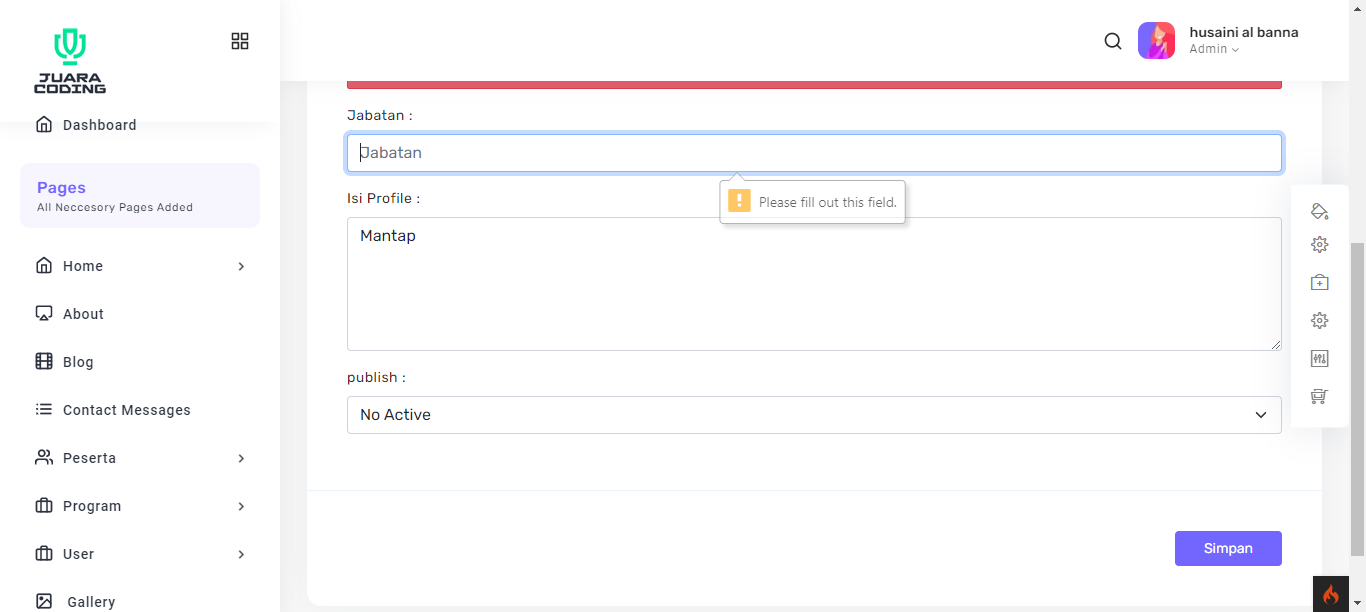 JUARA
CODING
husaini al banna
Admin
Dashboard
Pages
All Neccesory Pages Added
Home
About
Blog
Contact Messages
Peserta
Program
User
Gallery
Jabatan :
Jabatan
Please fill out this field.
Isi Profile :
Mantap
publish :
No Active
Simpan